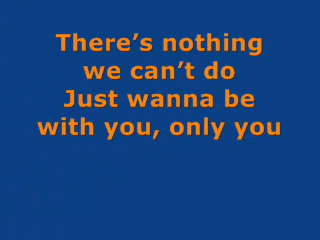 There’s nothing
we can’t do
Just wanna be
with you, only you